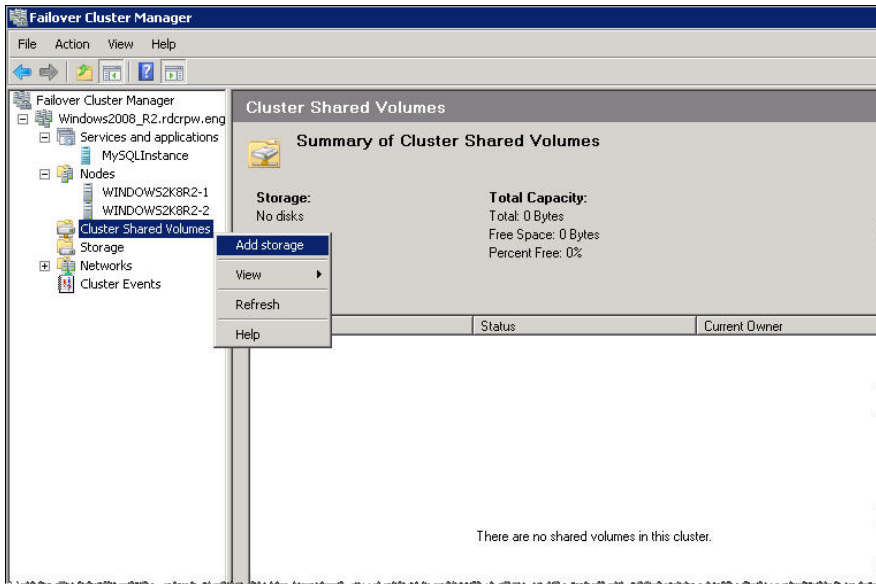 Failover Cluster Manager
File Action View Help
Failover Cluster Manager
Windows2008_R2.rdcrpw.eng
Services and applications
MySQLInstance
Nodes
WINDOWS2K8R2-1
WINDOWS2K8R2-2
Cluster Shared Volumes
Storage
Networks
Cluster Events
Add storage
View
Refresh
Help
Cluster Shared Volumes
Summary of Cluster Shared Volumes
Storage:
No disks
Total Capacity:
Total: 0 Bytes
Free Space: 0 Bytes
Percent Free: 0%
Status Current Owner
There are no shared volumes in this cluster.